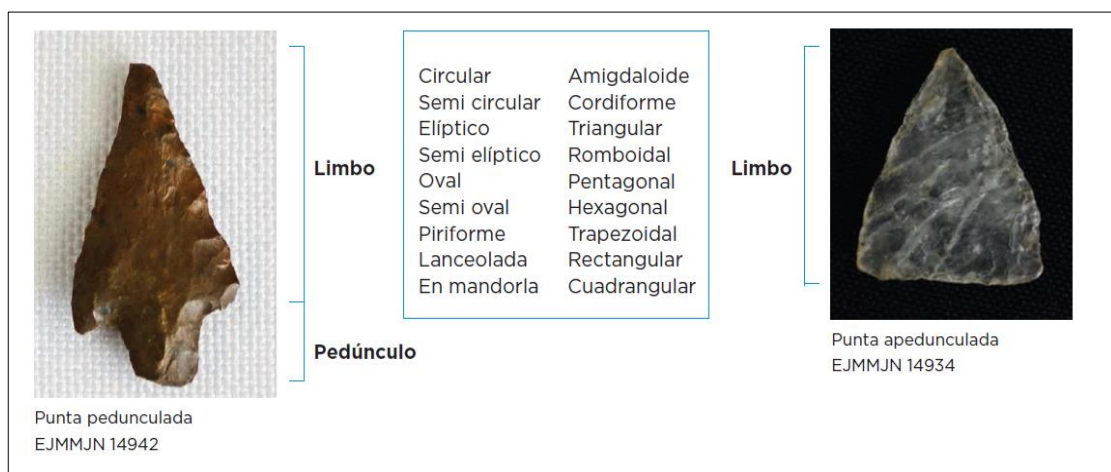 Limbo
Pedúnculo
Punta pedunculada
EJMMJN 14942
Circular
Semi circular
Elíptico
Semi elíptico
Oval
Semi oval
Piriforme
Lanceolada
En mandorla
Amigdaloide
Cordiforme
Triangular
Romboidal
Pentagonal
Hexagonal
Trapezoidal
Rectangular
Cuadrangular
Limbo
Punta apedunculada
EJMMJN 14934